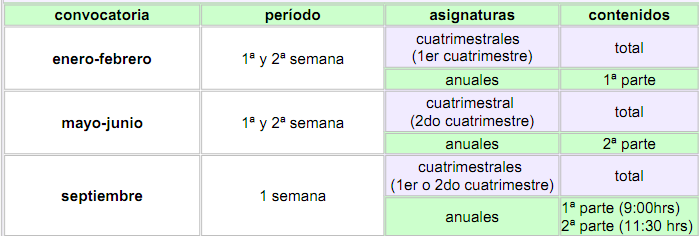 convocatoria período asignaturas contenidos
enero-febrero 1ª y 2ª semana cuatrimestrales (1er cuatrimestre) total
anuales 1ª parte
mayo-junio 1ª y 2ª semana cuatrimestral (2do cuatrimestre) total
anuales 2ª parte
septiembre 1 semana cuatrimestrales (1er o 2do cuatrimestre) total
anuales 1ª parte (9:00hrs)
2ª parte (11:30 hrs)